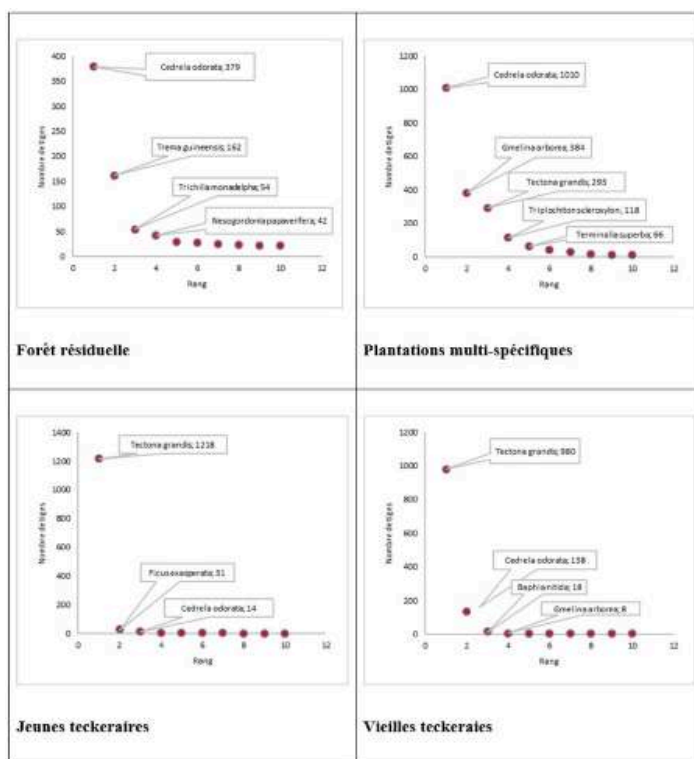 400
350
300
250
200
150
100
50
0
Nombre de tiges
Cedrela odorata; 379
Trema guineensis; 162
Trichilia monadelpha; 54
Nesogordonia papaverifera; 42
0 2 4 6 8 10 12
Rang
Forêt résiduelle
1200
1000
800
600
400
200
0
Nombre de tiges
Cedrela odorata; 1010
Gmelina arborea; 384
Tectona grandis; 293
Triplochiton scleroxylon; 118
Terminalia superba; 66
0 2 4 6 8 10 12
Rang
Plantations multi-spécifiques
1400
1200
1000
800
600
400
200
0
Nombre de tiges
Tectona grandis; 1218
Ficus exasperata; 31
Cedrela odorata; 14
0 2 4 6 8 10 12
Rang
Jeunes teckeraires
1200
1000
800
600
400
200
0
Nombre de tiges
Tectona grandis; 980
Cedrela odorata; 138
Baphia nitida; 18
Gmelina arborea; 8
0 2 4 6 8 10 12
Rang
Vieilles teckeraies